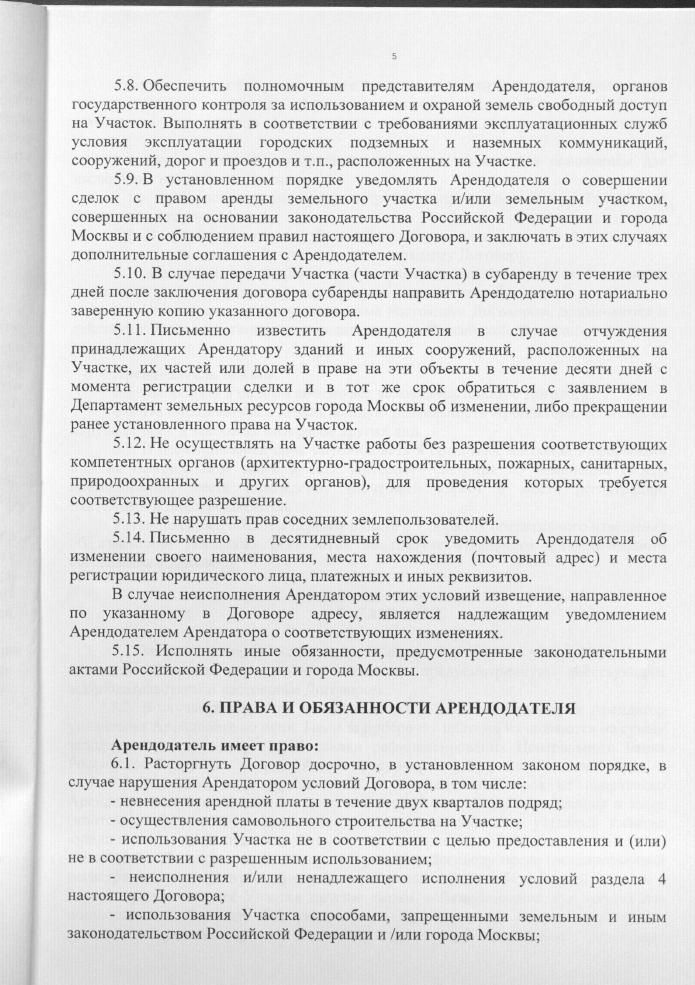 5
5.8. Обеспечить полномочным представителям Арендодателя, органов
государственного контроля за использованием и охраной земель свободный доступ
на Участок. Выполнять в соответствии с требованиями эксплуатационных служб
условия эксплуатации городских подземных и наземных коммуникаций,
сооружений, дорог и проездов и т.п., расположенных на Участке.
5.9. В установленном порядке уведомлять Арендодателя о совершении
сделок с правом аренды земельного участка и/или земельным участком,
совершенных на основании законодательства Российской Федерации и города
Москвы и с соблюдением правил настоящего Договора, и заключать в этих случаях
дополнительные соглашения с Арендодателем.
5.10. В случае передачи Участка (части Участка) в субаренду в течение трех
дней после заключения договора субаренды направить Арендодателю нотариально
заверенную копию указанного договора.
5.11. Письменно известить Арендодателя в случае отчуждения
принадлежащих Арендатору зданий и иных сооружений, расположенных на
Участке, их частей или долей в праве на эти объекты в течение десяти дней с
момента регистрации сделки и в тот же срок обратиться с заявлением в
Департамент земельных ресурсов города Москвы об изменении, либо прекращении
ранее установленного права на Участок.
5.12. Не осуществлять на Участке работы без разрешения соответствующих
компетентных органов (архитектурно-градостроительных, пожарных, санитарных,
природоохранных и других органов), для проведения которых требуется
соответствующее разрешение.
5.13. Не нарушать прав соседних землепользователей.
5.14. Письменно в десятидневный срок уведомить Арендодателя об
изменении своего наименования, места нахождения (почтовый адрес) и места
регистрации юридического лица, платежных и иных реквизитов.
В случае неисполнения Арендатором этих условий извещение, направленное
по указанному в Договоре адресу, является надлежащим уведомлением
Арендодателем Арендатора о соответствующих изменениях.
5.15. Исполнять иные обязанности, предусмотренные законодательными
актами Российской Федерации и города Москвы.
6. ПРАВА И ОБЯЗАННОСТИ АРЕНДОДАТЕЛЯ
Арендодатель имеет право:
6.1. Расторгнуть Договор досрочно, в установленном законом порядке, в
случае нарушения Арендатором условий Договора, в том числе:
- невнесения арендной платы в течение двух кварталов подряд;
- осуществления самовольного строительства на Участке;
- использования Участка не в соответствии с целью предоставления и (или)
не в соответствии с разрешенным использованием;
- неисполнения и/или ненадлежащего исполнения условий раздела 4
настоящего Договора;
- использования Участка способами, запрещенными земельным и иным
законодательством Российской Федерации и /или города Москвы;